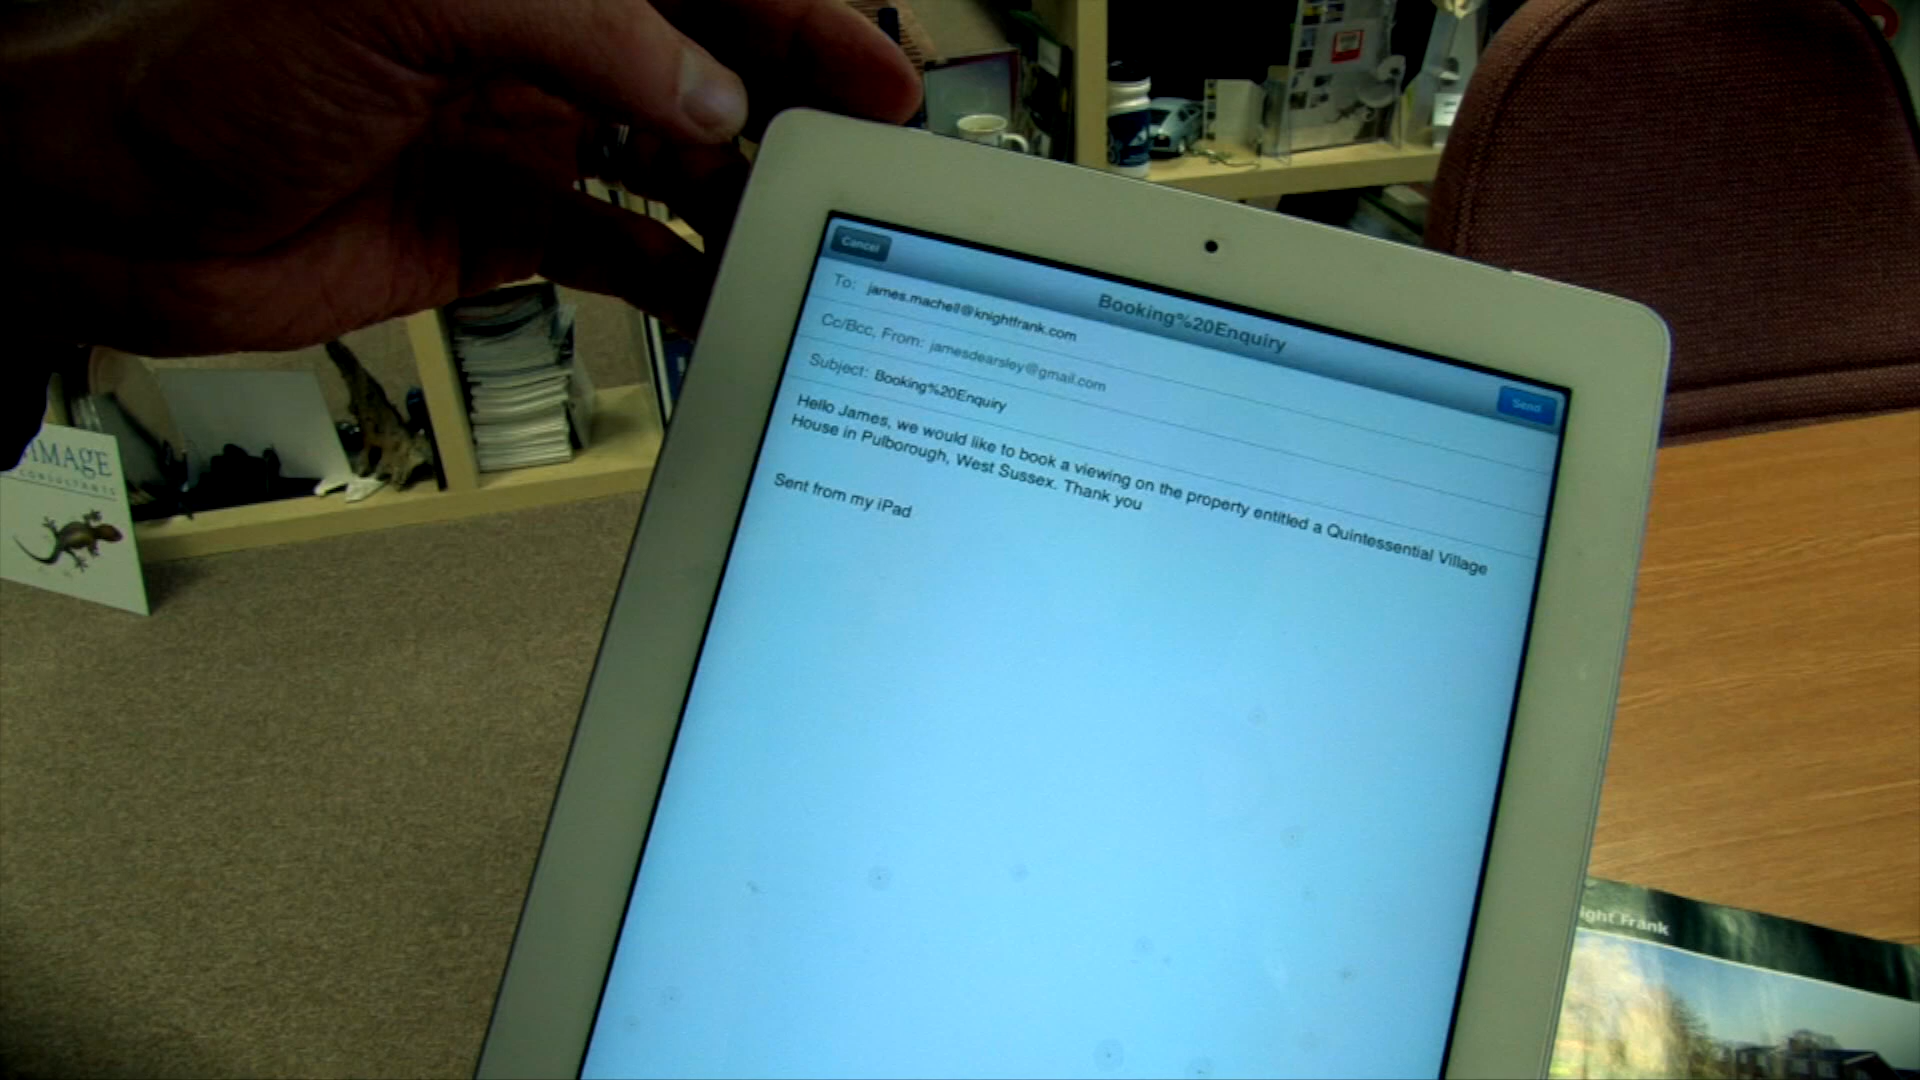 Cancel
Booking%20Enquiry
Send
To: james.machell@knightfrank.com
Cc/Bcc, From: jamesdearsley@gmail.com
Subject: Booking%20Enquiry
Hello James, we would like to book a viewing on the property entitled a Quintessential Village
House in Pulborough, West Sussex. Thank you
Sent from my iPad
IMAGE
CONSULTANTS
ight Frank